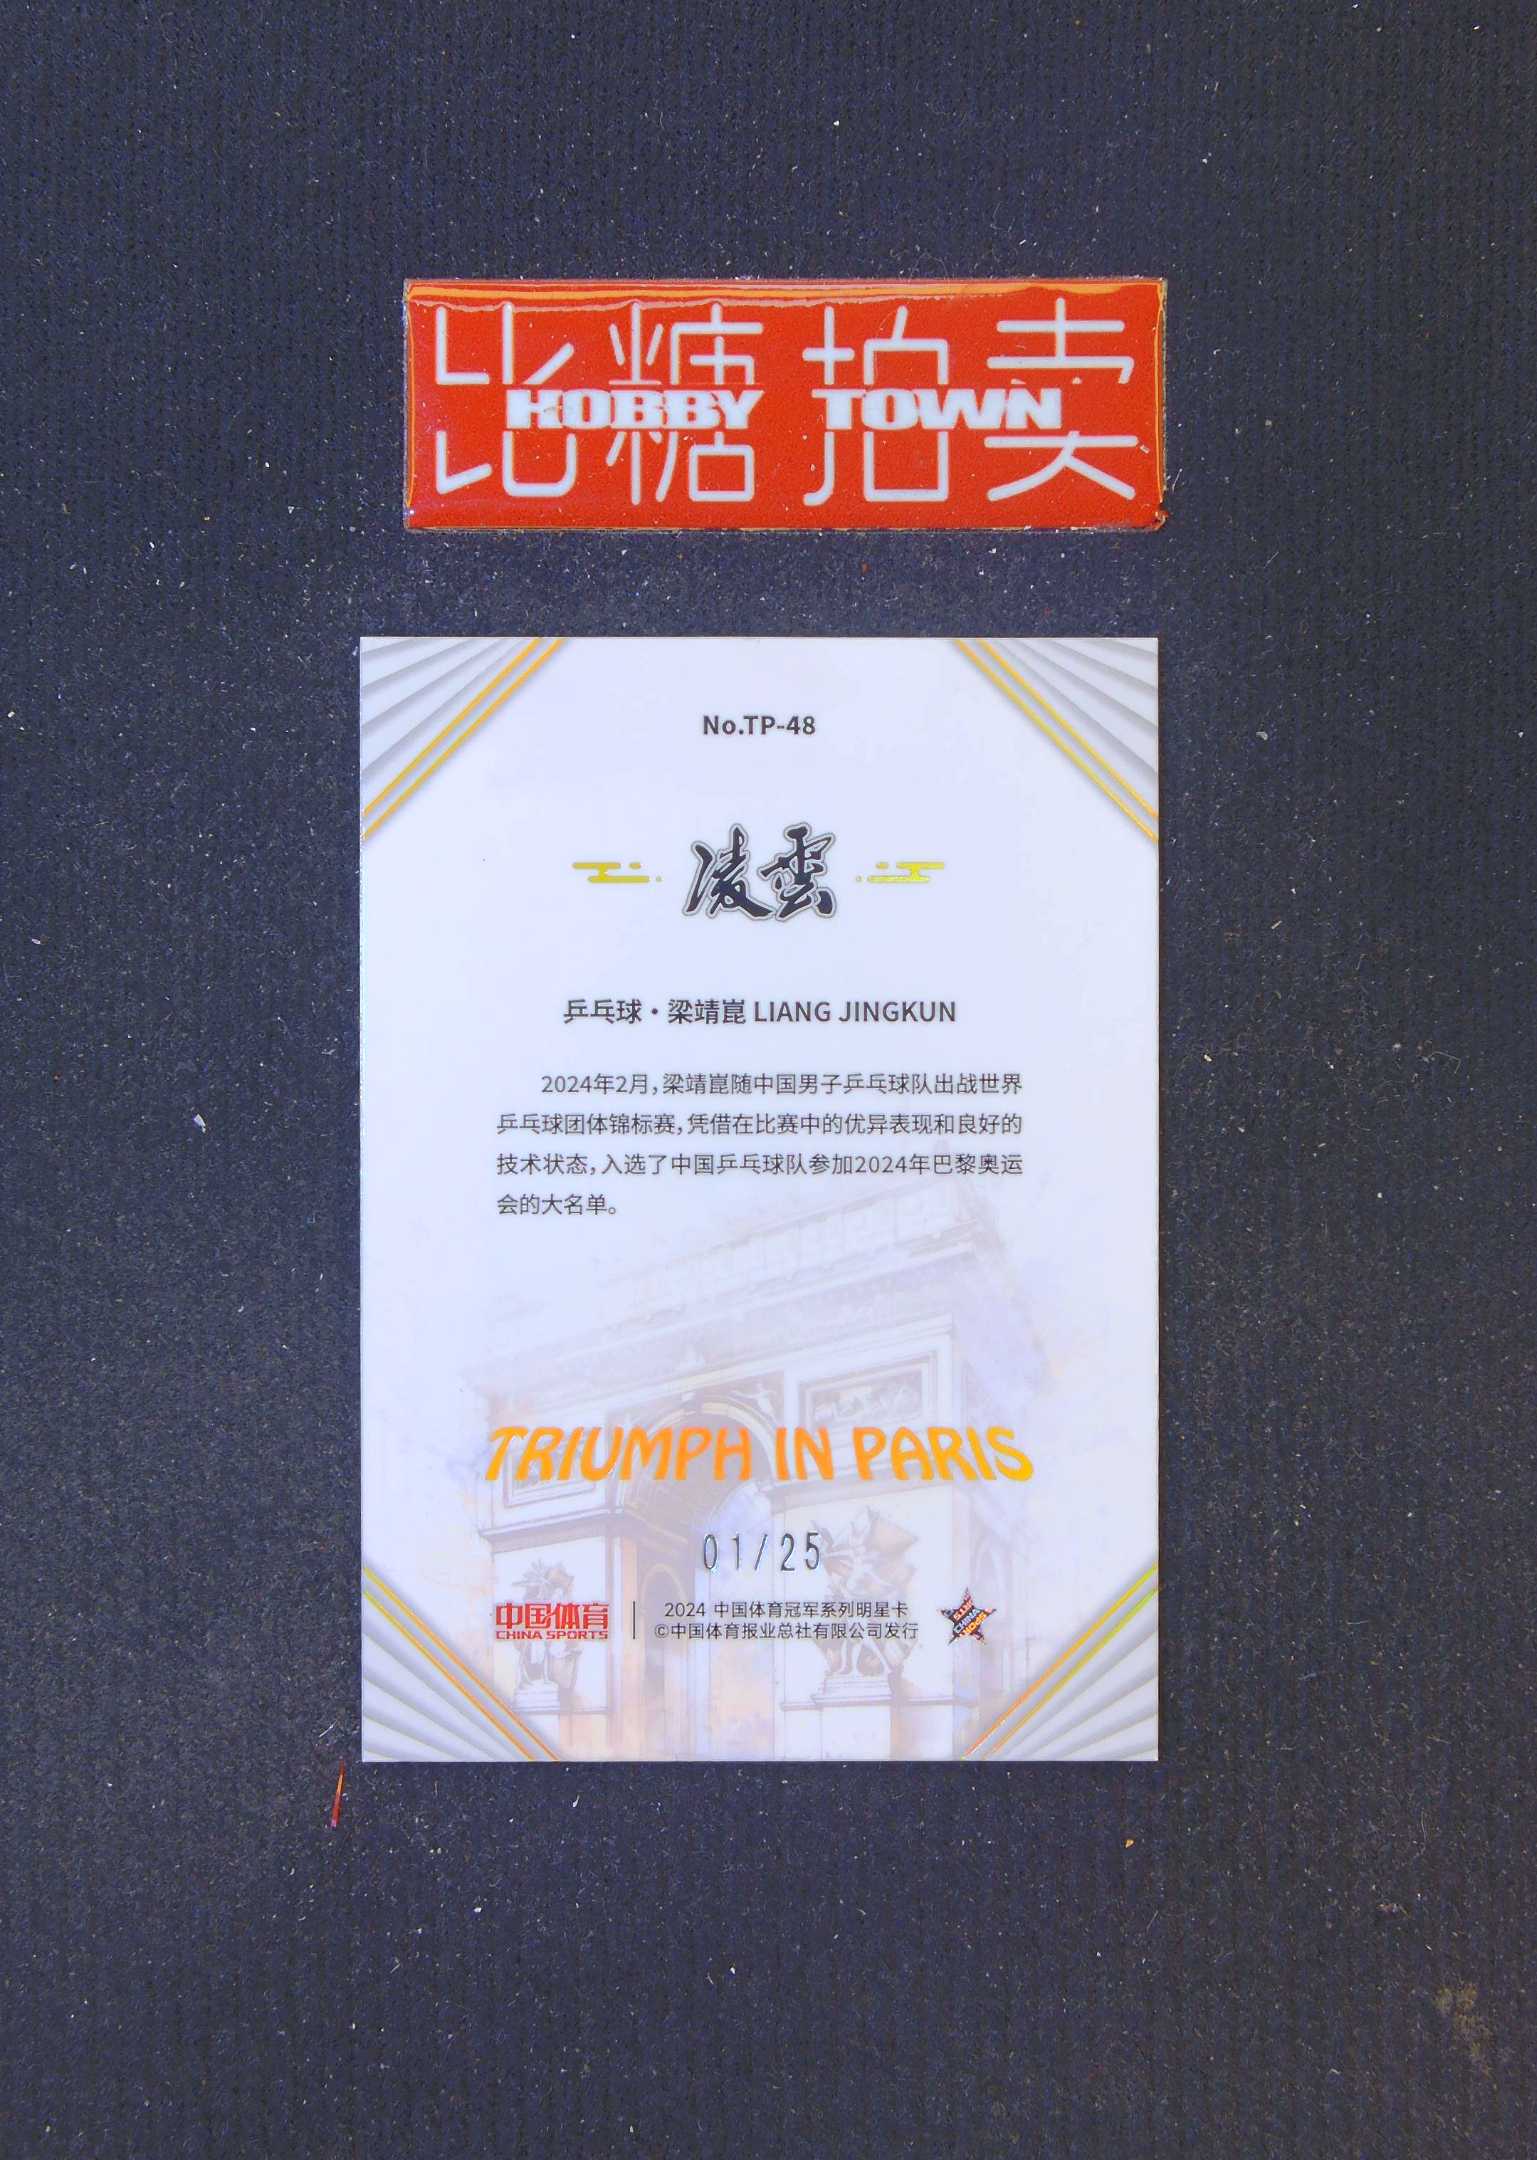 比糖拍卖
HOBBY TOWN
No.TP-48
凌雲
乒乓球·梁靖崑 LIANG JINGKUN
2024年2月,梁靖崑随中国男子乒乓球队出战世界
乒乓球团体锦标赛,凭借在比赛中的优异表现和良好的
技术状态,入选了中国乒乓球队参加2024年巴黎奥运
会的大名单。
TRIUMPH IN PARIS
01/25
中国体育
CHINA SPORTS
2024 中国体育冠军系列明星卡
©中国体育报业总社有限公司发行